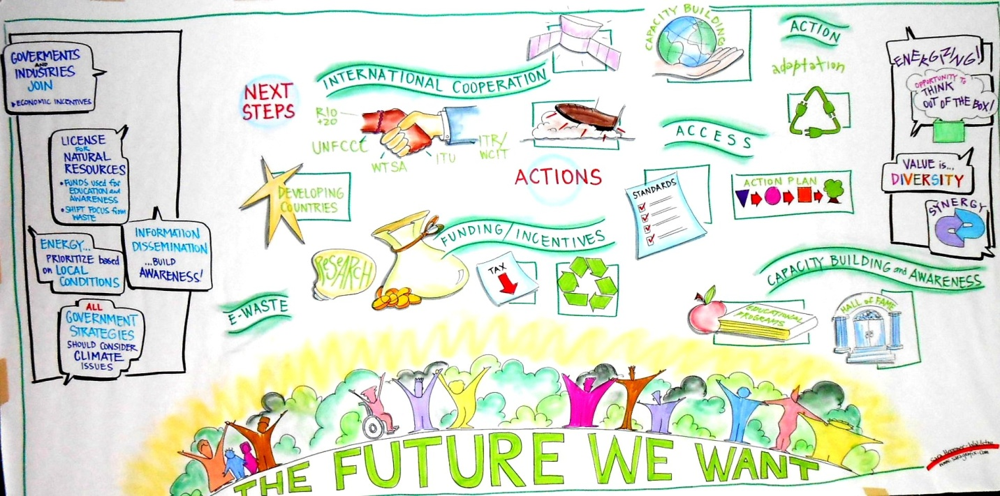 GOVERMENTS
AND
INDUSTRIES
JOIN
ECONOMIC INCENTIVES
LICENSE
FOR
NATURAL
RESOURCES
• FUNDS used for
EDUCATION and
AWARENESS
• SHIFT FOCUS from
WASTE
ENERGY...
PRIORITIZE based
on LOCAL
CONDITIONS
INFORMATION
DISSEMINATION
...BUILD
AWARENESS!
ALL
GOVERNMENT
STRATEGIES
SHOULD CONSIDER
CLIMATE
ISSUES
NEXT
STEPS
INTERNATIONAL COOPERATION
RIO
+20
UNFCCC
WTSA
ITU
ITR/
WCIT
DEVELOPING
COUNTRIES
ACTIONS
FUNDING/INCENTIVES
RESEARCH
TAX
E-WASTE
CAPACITY BUILDING
ACTION
adaptation
ACCESS
STANDARDS
ACTION PLAN
CAPACITY BUILDING and AWARENESS
EDUCATIONAL
PROGRAMS
HALL of FAME
ENERGIZING!
OPPORTUNITY TO
THINK
OUT OF THE BOX!
VALUE is...
DIVERSITY
SYNERGY
THE FUTURE WE WANT